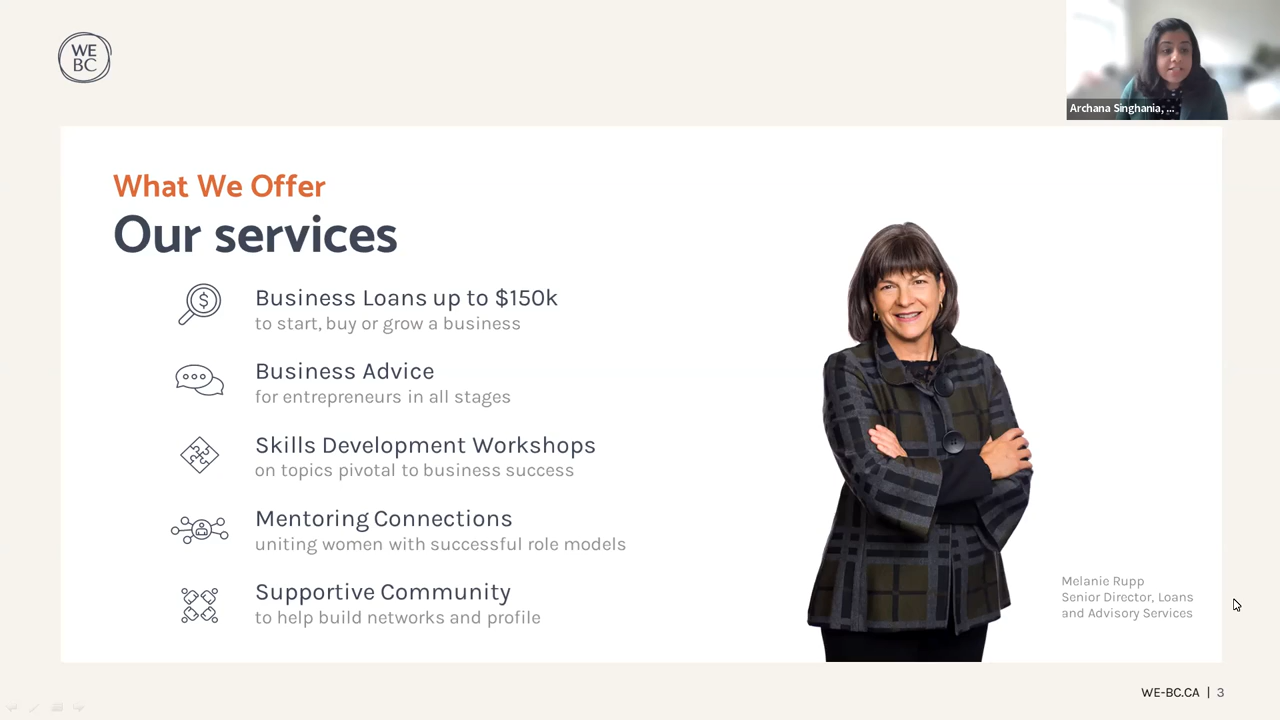 WE
BC
Archana Singhania, ...
What We Offer
Our services
Business Loans up to $150k
to start, buy or grow a business
Business Advice
for entrepreneurs in all stages
Skills Development Workshops
on topics pivotal to business success
Mentoring Connections
uniting women with successful role models
Supportive Community
to help build networks and profile
Melanie Rupp
Senior Director, Loans
and Advisory Services
WE-BC.CA | 3